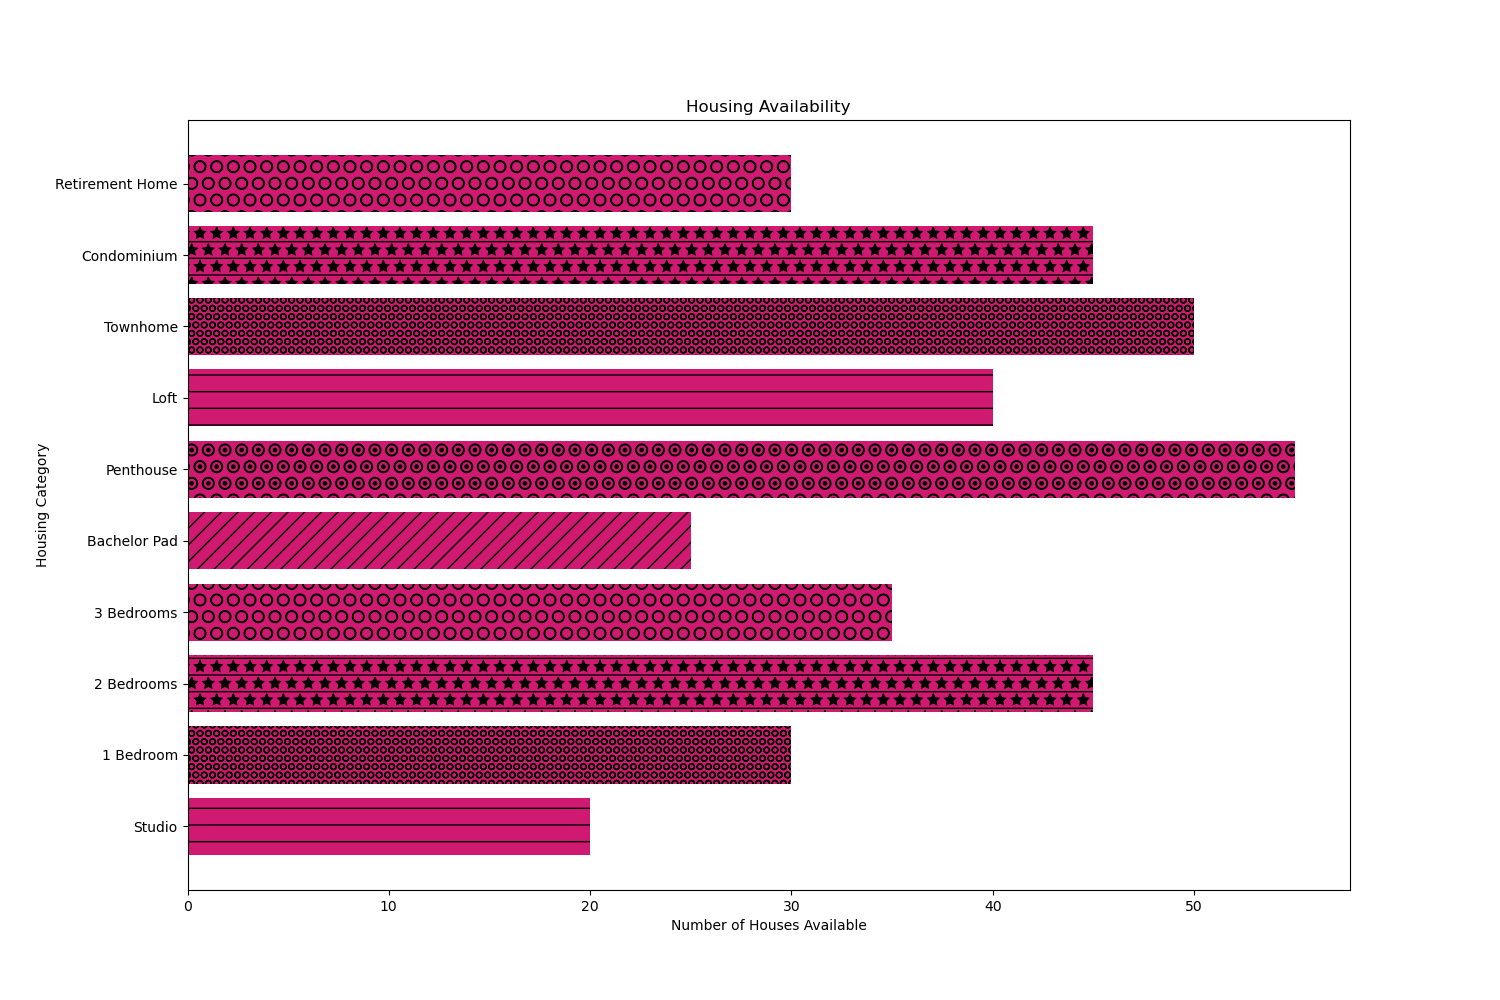 Housing Availability
Housing Category
Retirement Home
Condominium
Townhome
Loft
Penthouse
Bachelor Pad
3 Bedrooms
2 Bedrooms
1 Bedroom
Studio
0 10 20 30 40 50
Number of Houses Available